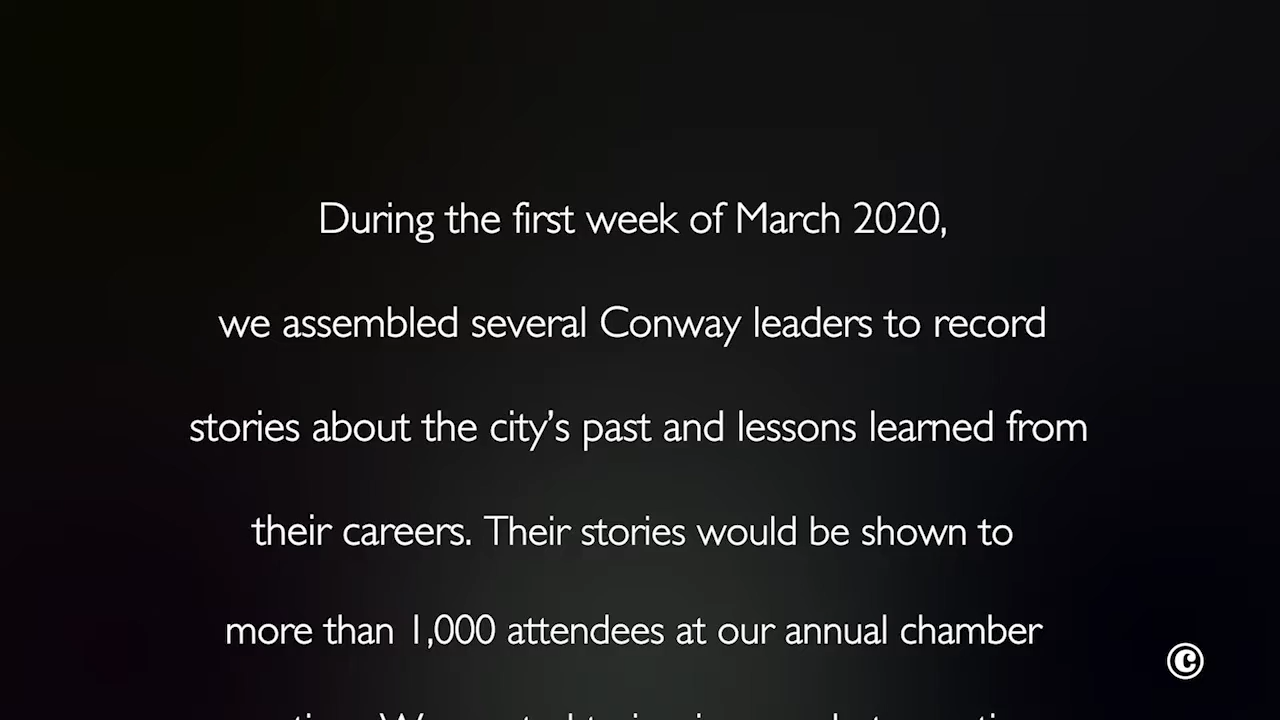 During the first week of March 2020,
we assembled several Conway leaders to record
stories about the city's past and lessons learned from
their careers. Their stories would be shown to
more than 1,000 attendees at our annual chamber
©